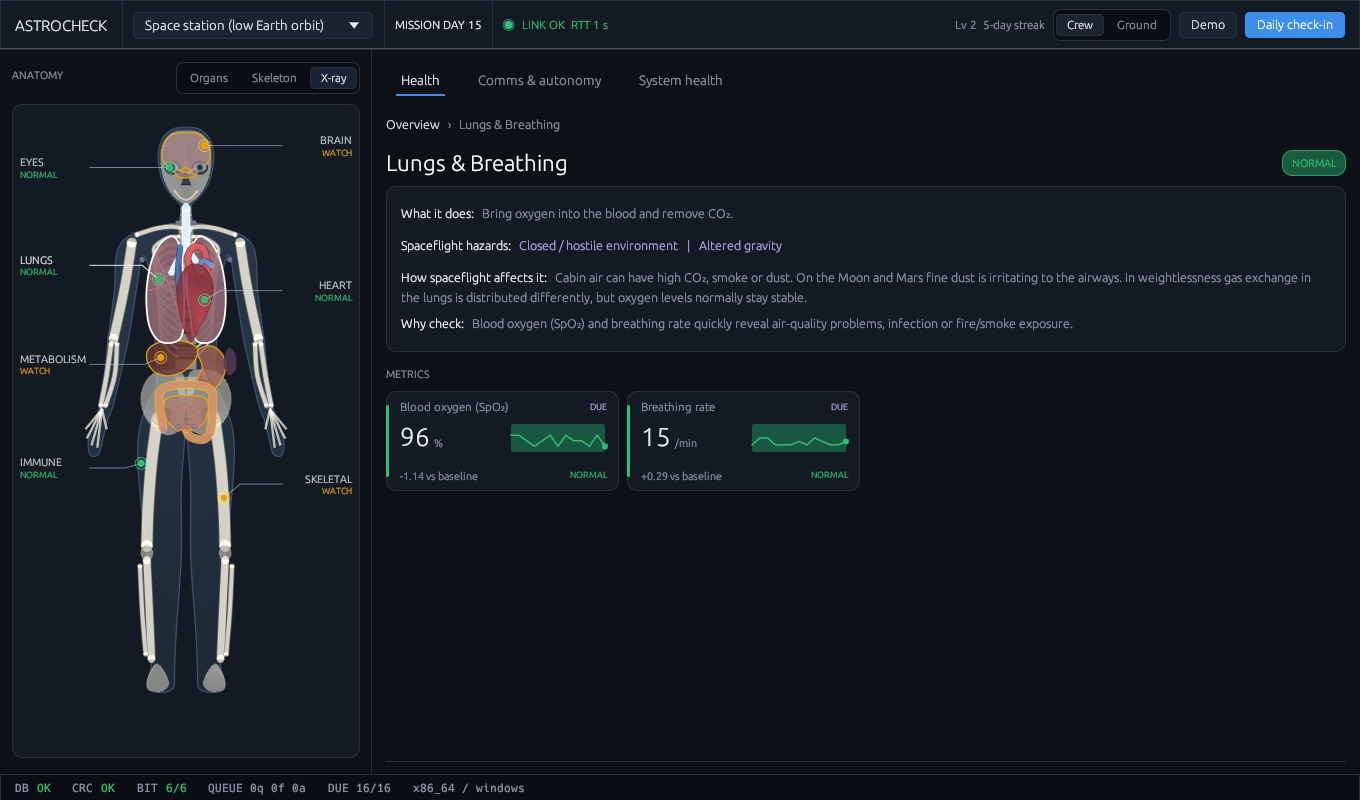 ASTROCHECK
Space station (low Earth orbit)
MISSION DAY 15
LINK OK RTT 1 s
Lv 2 5-day streak
Crew
Ground
Demo
Daily check-in
ANATOMY
Organs
Skeleton
X-ray
BRAIN
WATCH
EYES
NORMAL
LUNGS
NORMAL
HEART
NORMAL
METABOLISM
WATCH
IMMUNE
NORMAL
SKELETAL
WATCH
Health
Comms & autonomy
System health
Overview › Lungs & Breathing
Lungs & Breathing
NORMAL
What it does: Bring oxygen into the blood and remove CO₂.
Spaceflight hazards: Closed / hostile environment | Altered gravity
How spaceflight affects it: Cabin air can have high CO₂, smoke or dust. On the Moon and Mars fine dust is irritating to the airways. In weightlessness gas exchange in
the lungs is distributed differently, but oxygen levels normally stay stable.
Why check: Blood oxygen (SpO₂) and breathing rate quickly reveal air-quality problems, infection or fire/smoke exposure.
METRICS
Blood oxygen (SpO₂)
DUE
96 %
-1.14 vs baseline
NORMAL
Breathing rate
DUE
15 /min
+0.29 vs baseline
NORMAL
DB OK CRC OK BIT 6/6 QUEUE 0q 0f 0a DUE 16/16 x86_64 / windows